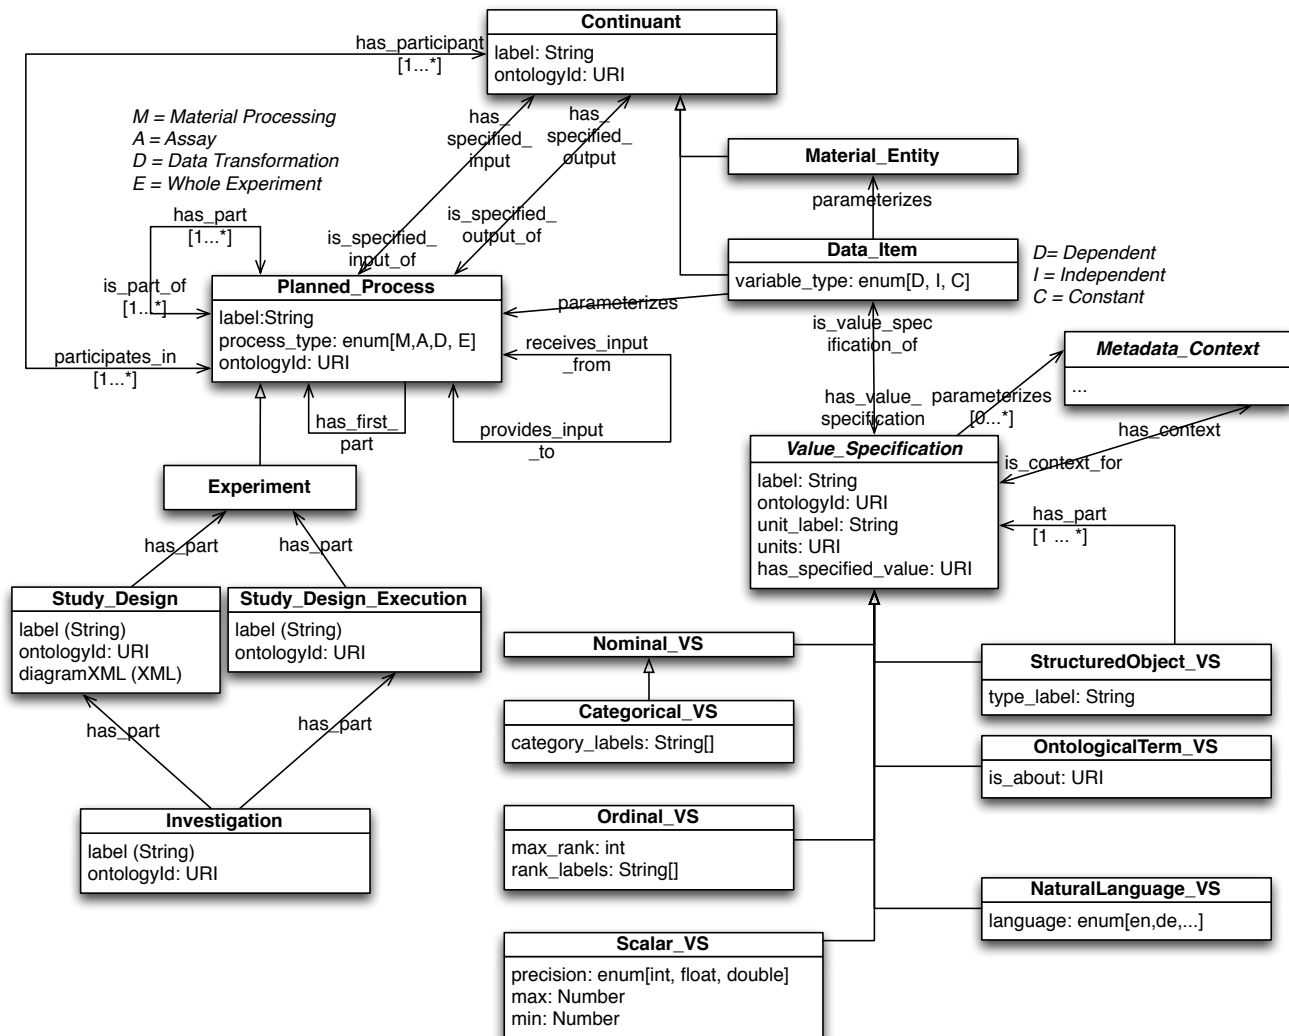 Continuant
label: String
ontologyId: URI
has_participant
[1...*]
M = Material Processing
A = Assay
D = Data Transformation
E = Whole Experiment
has_
specified_
input
has_
specified_
output
Material_Entity
parameterizes
has_part
[1...*]
is_part_of
[1...*]
is_specified_
input_of
is_specified_
output_of
Data_Item
variable_type: enum[D, I, C]
D= Dependent
I = Independent
C = Constant
Planned_Process
label:String
process_type: enum[M,A,D, E]
ontologyId: URI
parameterizes
participates_in
[1...*]
receives_input
_from
has_first_
part
provides_input
_to
is_value_spec
ification_of
has_value_
specification
parameterizes
[0...*]
Metadata_Context
...
has_context
is_context_for
Value_Specification
label: String
ontologyId: URI
unit_label: String
units: URI
has_specified_value: URI
has_part
[1 ... *]
Experiment
has_part
has_part
Study_Design
label (String)
ontologyId: URI
diagramXML (XML)
Study_Design_Execution
label (String)
ontologyId: URI
has_part
has_part
Investigation
label (String)
ontologyId: URI
Nominal_VS
Categorical_VS
category_labels: String[]
Ordinal_VS
max_rank: int
rank_labels: String[]
Scalar_VS
precision: enum[int, float, double]
max: Number
min: Number
StructuredObject_VS
type_label: String
OntologicalTerm_VS
is_about: URI
NaturalLanguage_VS
language: enum[en,de,...]